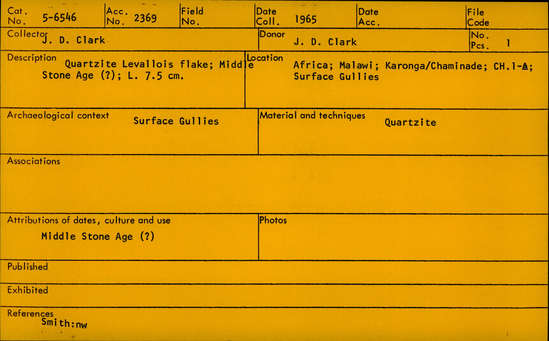 Cat. No. 5-6546 Acc. No. 2369 Field No. Date Coll. 1965 Date Acc. File Code
Collector J. D. Clark Donor J. D. Clark No. Pcs. 1
Description Quartzite Levallois flake; Middle Location Africa; Malawi; Karonga/Chaminade; CH.1-A;
Stone Age (?); L. 7.5 cm. Surface Gullies
Archaeological context Surface Gullies Material and techniques Quartzite
Associations
Attributions of dates, culture and use Photos
Middle Stone Age (?)
Published
Exhibited
References
Smith:nw